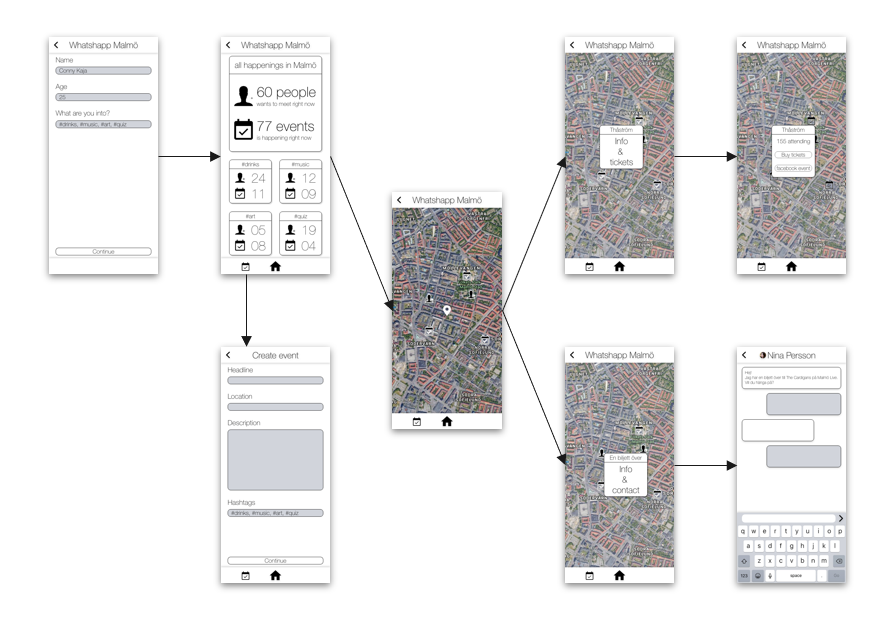 Whatshapp Malmö
Name
Conny Kaja
Age
25
What are you into?
#drinks, #music, #art, #quiz
Continue
Whatshapp Malmö
all happenings in Malmö
60 people
wants to meet right now
77 events
is happening right now
#drinks
24
11
#music
12
09
#art
05
08
#quiz
19
04
Create event
Headline
Location
Description
Hashtags
#drinks, #music, #art, #quiz
Continue
Whatshapp Malmö
MÖLLEVÅNGEN
SÖDERVÄRN
Whatshapp Malmö
Thåström
Info
&
tickets
Whatshapp Malmö
Thåström
155 attending
Buy tickets
facebook event
Whatshapp Malmö
En biljett över
Info
&
contact
Nina Persson
Hej!
Jag har en biljett över till The Cardigans på Malmö Live.
Vill du hänga på?
q w e r t y u i o p
a s d f g h j k l
z x c v b n m
123 space .